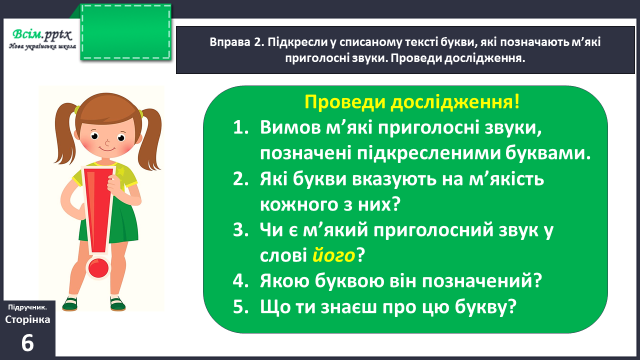 Всім.pptx
Нова українська школа
Вправа 2. Підкресли у списаному тексті букви, які позначають м’які
приголосні звуки. Проведи дослідження.
Проведи дослідження!
1. Вимов м’які приголосні звуки,
позначені підкресленими буквами.
2. Які букви вказують на м’якість
кожного з них?
3. Чи є м’який приголосний звук у
слові його?
4. Якою буквою він позначений?
5. Що ти знаєш про цю букву?
Підручник.
Сторінка
6